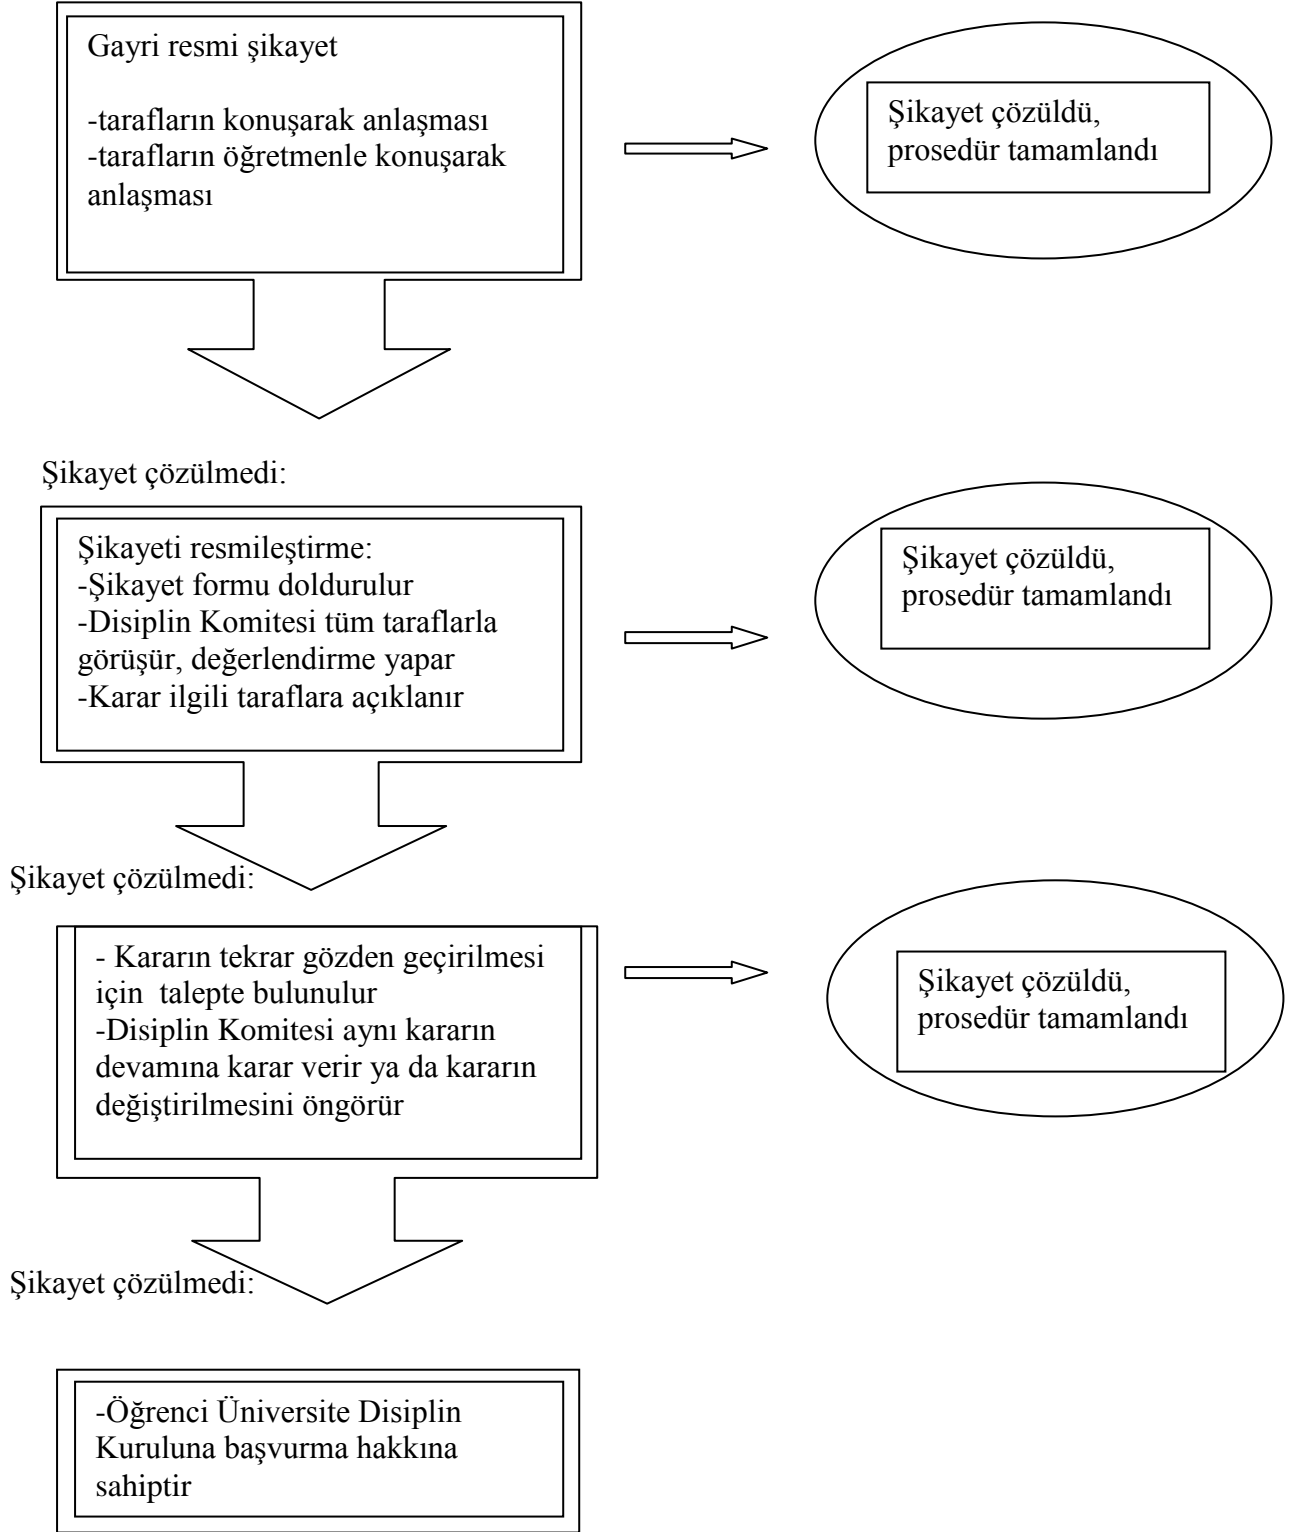 Gayri resmi şikayet
-tarafların konuşarak anlaşması
-tarafların öğretmenle konuşarak
anlaşması
Şikayet çözüldü,
prosedür tamamlandı
Şikayet çözülmedi:
Şikayeti resmileştirme:
-Şikayet formu doldurulur
-Disiplin Komitesi tüm taraflarla
görüşür, değerlendirme yapar
-Karar ilgili taraflara açıklanır
Şikayet çözüldü,
prosedür tamamlandı
Şikayet çözülmedi:
- Kararın tekrar gözden geçirilmesi
için  talepte bulunulur
-Disiplin Komitesi aynı kararın
devamına karar verir ya da kararın
değiştirilmesini öngörür
Şikayet çözüldü,
prosedür tamamlandı
Şikayet çözülmedi:
-Öğrenci Üniversite Disiplin
Kuruluna başvurma hakkına
sahiptir